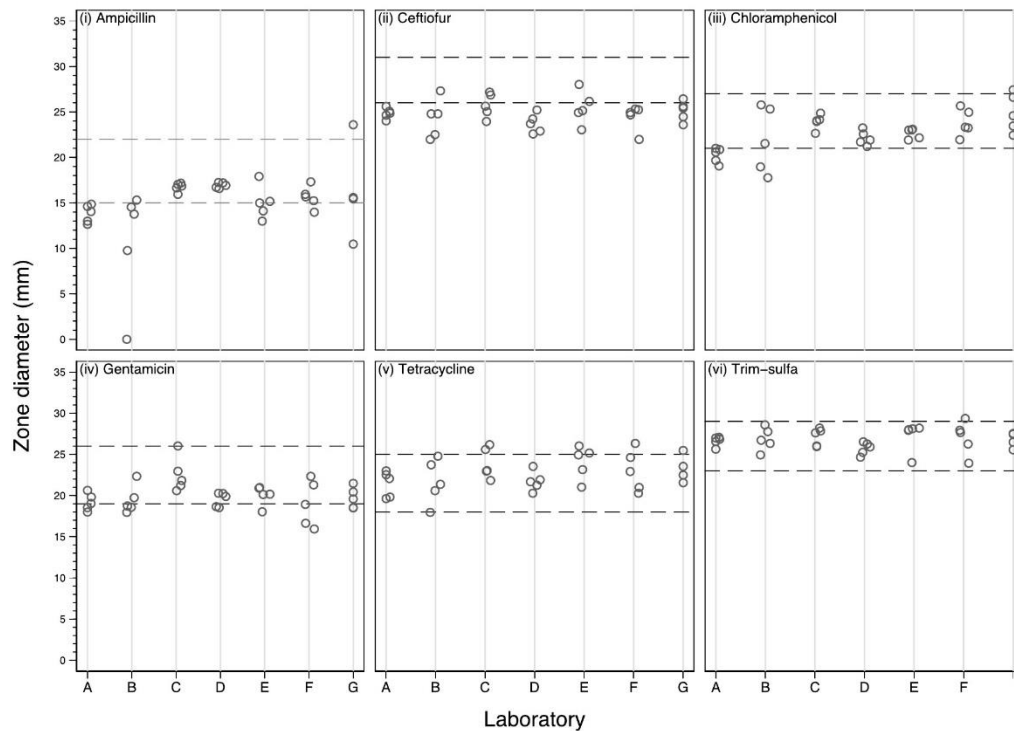 (i) Ampicillin
(ii) Ceftiofur
(iii) Chloramphenicol
35
30
25
20
15
10
5
0
Zone diameter (mm)
(iv) Gentamicin
(v) Tetracycline
(vi) Trim−sulfa
35
30
25
20
15
10
5
0
A B C D E F G
A B C D E F G
A B C D E F
Laboratory